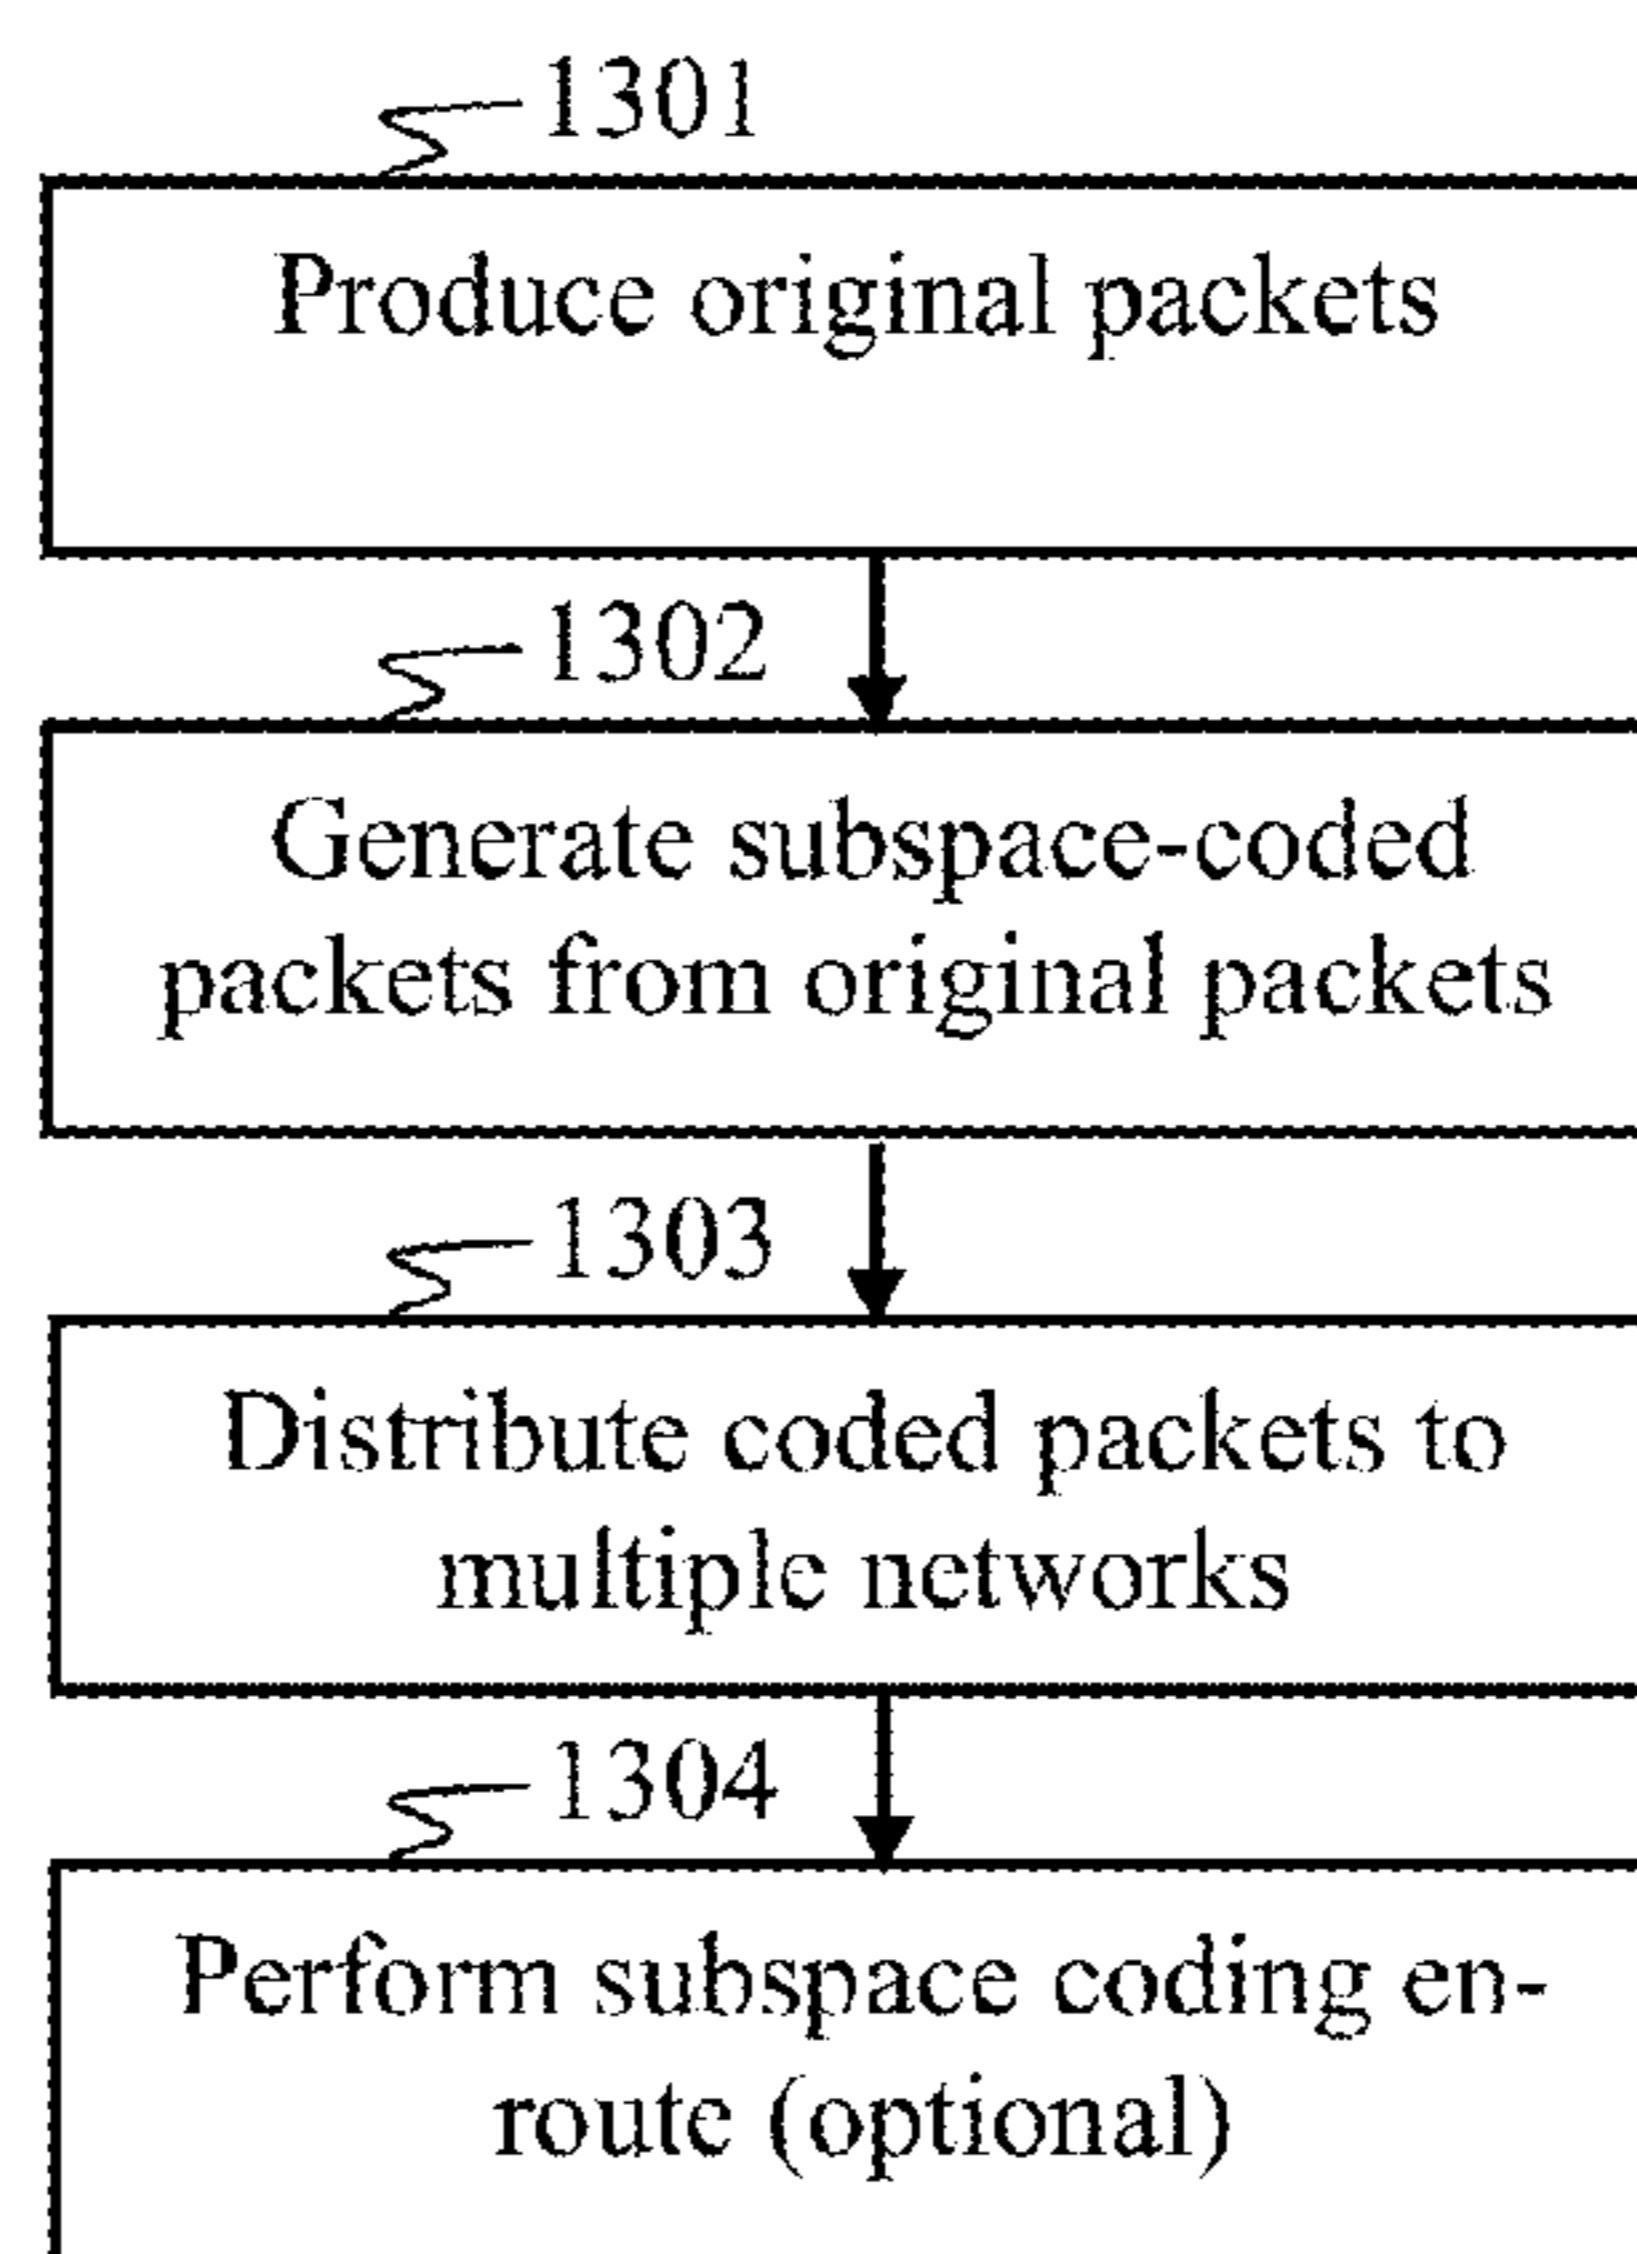 1301
Produce original packets
1302
Generate subspace-coded
packets from original packets
1303
Distribute coded packets to
multiple networks
1304
Perform subspace coding en-
route (optional)